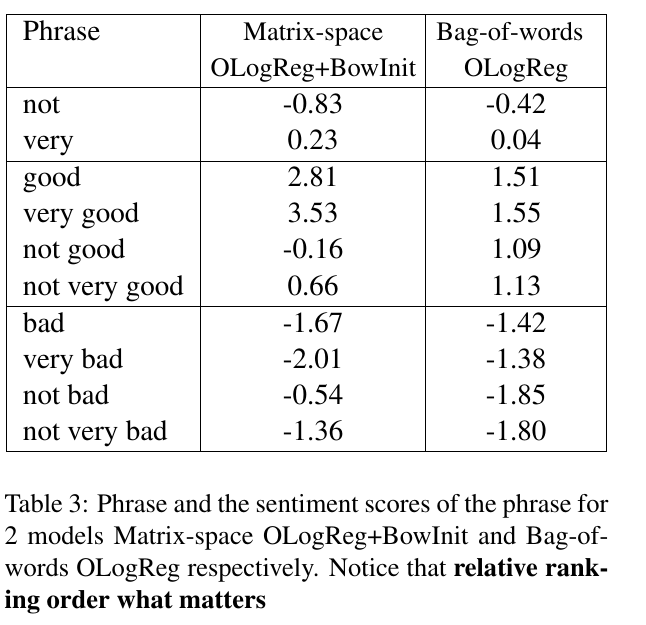 Phrase Matrix-space Bag-of-words
OLogReg+BowInit OLogReg
not -0.83 -0.42
very 0.23 0.04
good 2.81 1.51
very good 3.53 1.55
not good -0.16 1.09
not very good 0.66 1.13
bad -1.67 -1.42
very bad -2.01 -1.38
not bad -0.54 -1.85
not very bad -1.36 -1.80
Table 3: Phrase and the sentiment scores of the phrase for
2 models Matrix-space OLogReg+BowInit and Bag-of-
words OLogReg respectively. Notice that relative rank-
ing order what matters